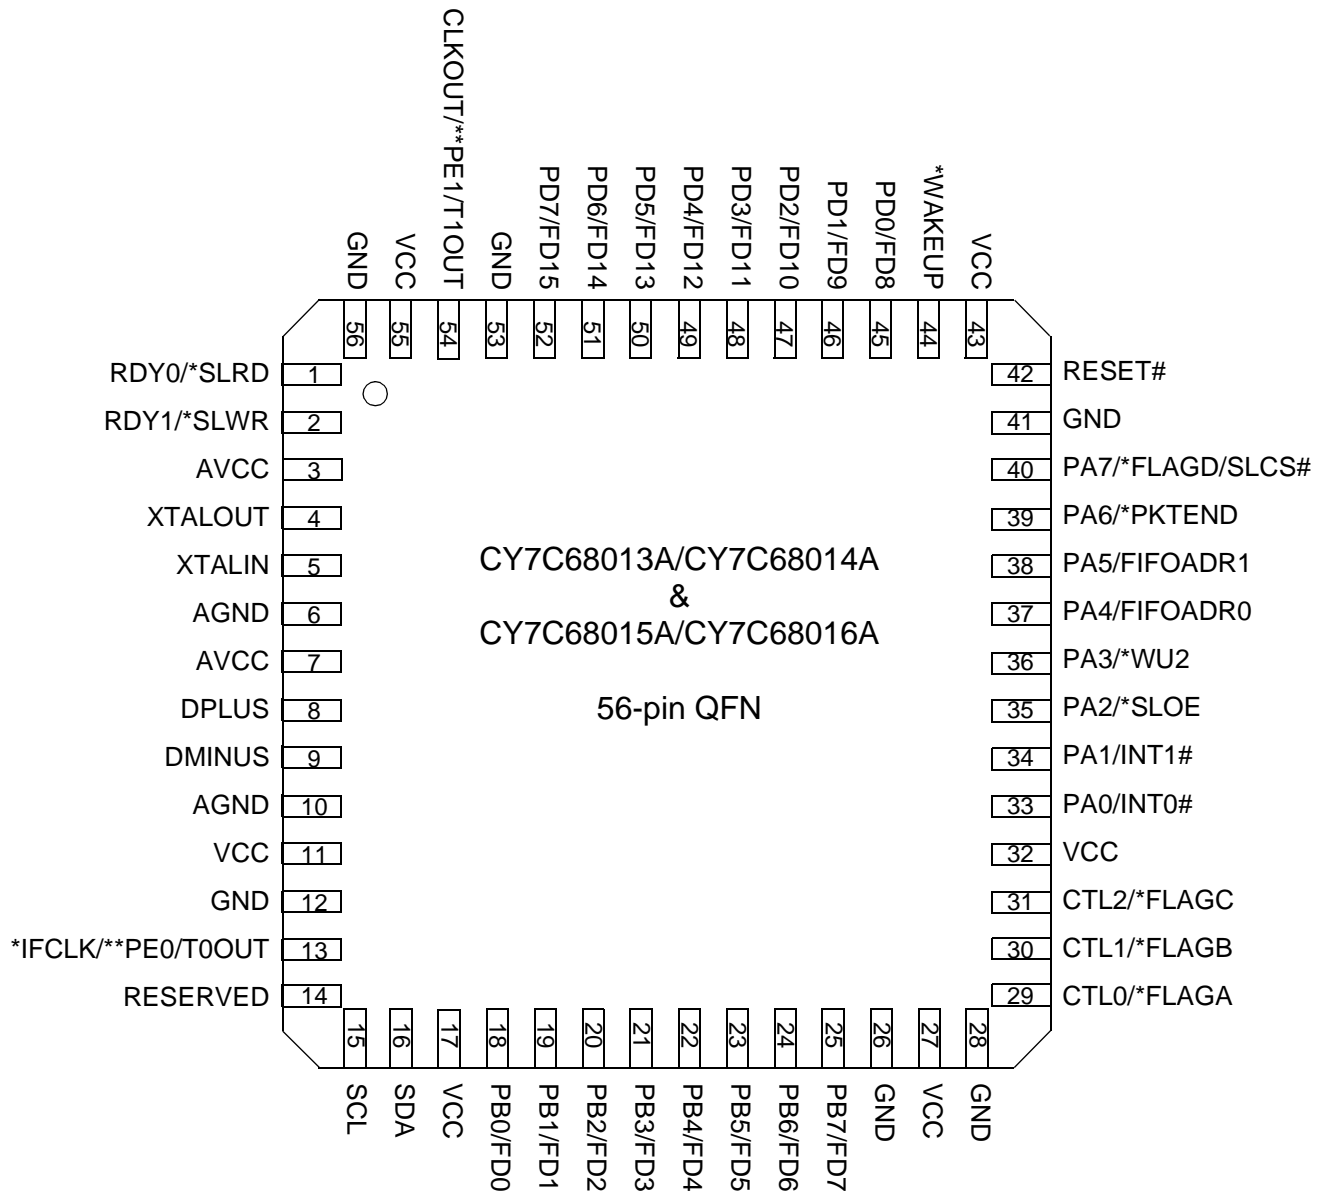 CLKOUT/**PE1/T1OUT
GND
VCC
GND
PD7/FD15
PD6/FD14
PD5/FD13
PD4/FD12
PD3/FD11
PD2/FD10
PD1/FD9
PD0/FD8
*WAKEUP
VCC
56
55
54
53
52
51
50
49
48
47
46
45
44
43
RDY0/*SLRD 1
RDY1/*SLWR 2
AVCC 3
XTALOUT 4
XTALIN 5
AGND 6
AVCC 7
DPLUS 8
DMINUS 9
AGND 10
VCC 11
GND 12
*IFCLK/**PE0/T0OUT 13
RESERVED 14
CY7C68013A/CY7C68014A
&
CY7C68015A/CY7C68016A
56-pin QFN
42 RESET#
41 GND
40 PA7/*FLAGD/SLCS#
39 PA6/*PKTEND
38 PA5/FIFOADR1
37 PA4/FIFOADR0
36 PA3/*WU2
35 PA2/*SLOE
34 PA1/INT1#
33 PA0/INT0#
32 VCC
31 CTL2/*FLAGC
30 CTL1/*FLAGB
29 CTL0/*FLAGA
15
16
17
18
19
20
21
22
23
24
25
26
27
28
SCL
SDA
VCC
PB0/FD0
PB1/FD1
PB2/FD2
PB3/FD3
PB4/FD4
PB5/FD5
PB6/FD6
PB7/FD7
GND
VCC
GND